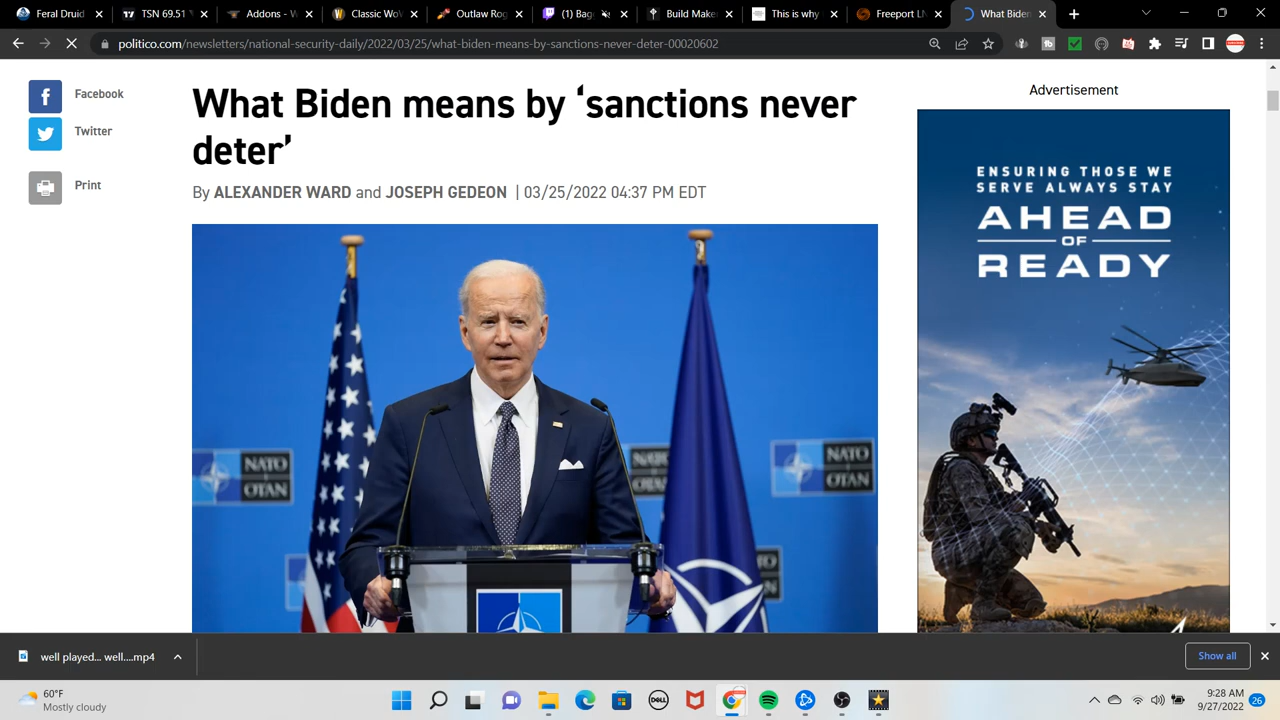 Feral Druid
TSN 69.51
Addons - W
Classic Wo
Outlaw Rog
(1) Bag
Build Make
This is why
Freeport LN
What Biden
politico.com/newsletters/national-security-daily/2022/03/25/what-biden-means-by-sanctions-never-deter-00020602
Facebook
Twitter
Print
What Biden means by ‘sanctions never
deter’
By ALEXANDER WARD and JOSEPH GEDEON | 03/25/2022 04:37 PM EDT
NATO
OTAN
NATO
OTAN
NATO
OTAN
Advertisement
ENSURING THOSE WE
SERVE ALWAYS STAY
AHEAD
OF
READY
well played... well....mp4
Show all
60°F
Mostly cloudy
DELL
9:28 AM
9/27/2022
26